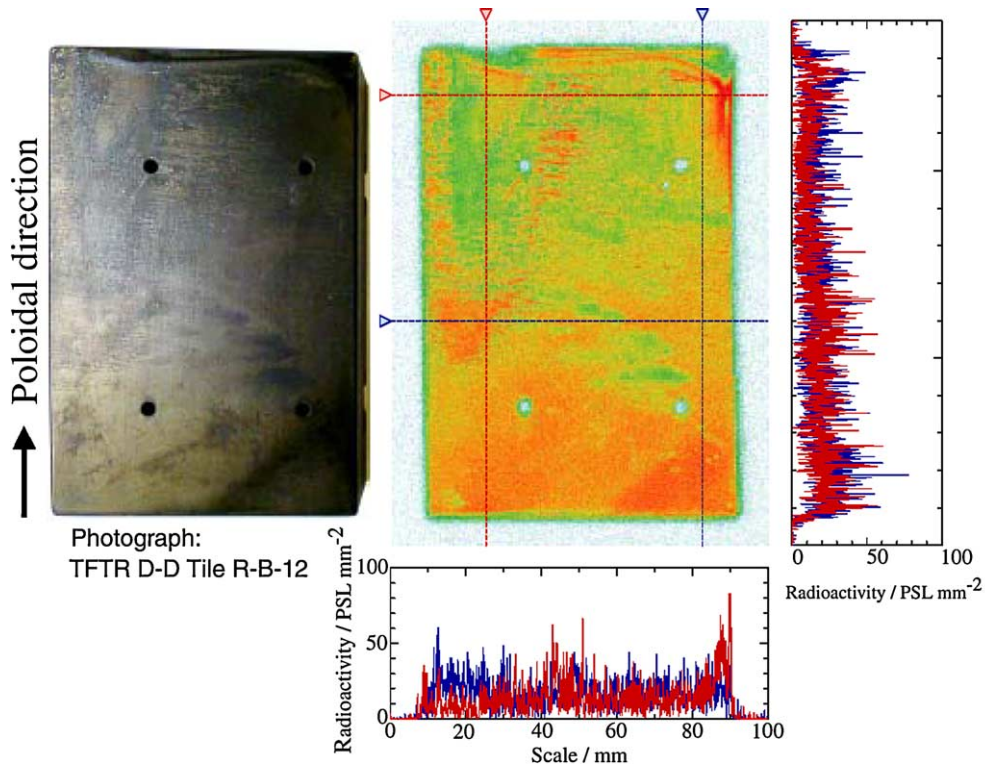 Poloidal direction
Photograph:
TFTR D-D Tile R-B-12
0
50
100
Radioactivity / PSL mm-2
100
50
0
Radioactivity / PSL mm-2
0
20
40
60
80
100
Scale / mm